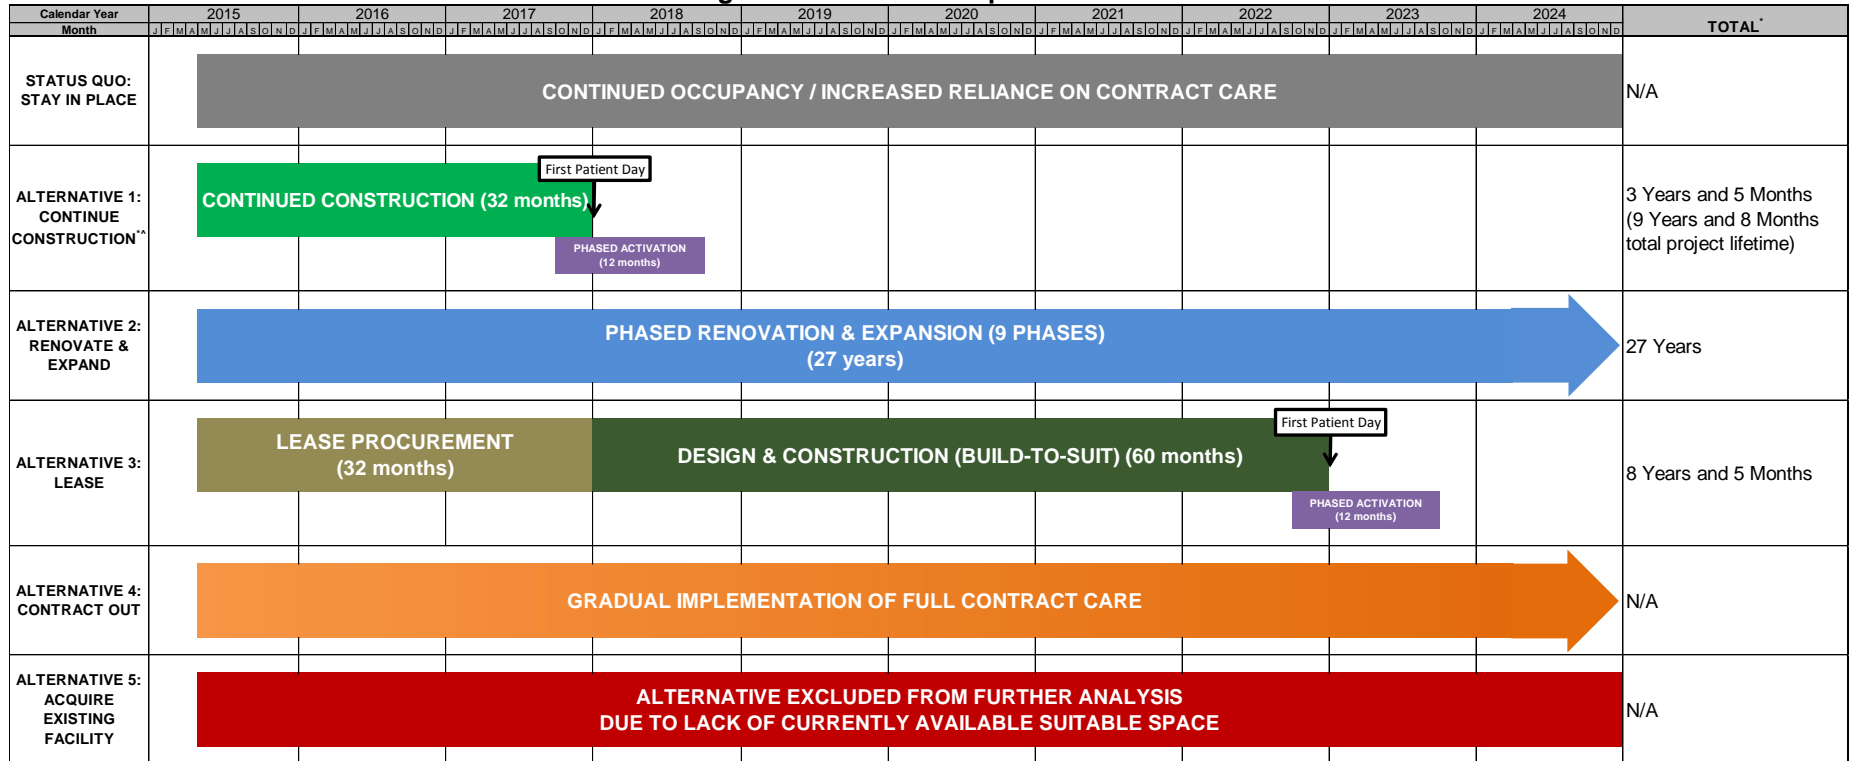 Calendar Year 2015 2016 2017 2018 2019 2020 2021 2022 2023 2024 TOTAL*
Month J F M A M J J A S O N D J F M A M J J A S O N D J F M A M J J A S O N D J F M A M J J A S O N D J F M A M J J A S O N D J F M A M J J A S O N D J F M A M J J A S O N D J F M A M J J A S O N D J F M A M J J A S O N D J F M A M J J A S O N D
STATUS QUO:
STAY IN PLACE
CONTINUED OCCUPANCY / INCREASED RELIANCE ON CONTRACT CARE
N/A
ALTERNATIVE 1:
CONTINUE
CONSTRUCTION*^
CONTINUED CONSTRUCTION (32 months)
First Patient Day
PHASED ACTIVATION
(12 months)
3 Years and 5 Months
(9 Years and 8 Months
total project lifetime)
ALTERNATIVE 2:
RENOVATE &
EXPAND
PHASED RENOVATION & EXPANSION (9 PHASES)
(27 years)
27 Years
ALTERNATIVE 3:
LEASE
LEASE PROCUREMENT
(32 months)
DESIGN & CONSTRUCTION (BUILD-TO-SUIT) (60 months)
First Patient Day
PHASED ACTIVATION
(12 months)
8 Years and 5 Months
ALTERNATIVE 4:
CONTRACT OUT
GRADUAL IMPLEMENTATION OF FULL CONTRACT CARE
N/A
ALTERNATIVE 5:
ACQUIRE
EXISTING
FACILITY
ALTERNATIVE EXCLUDED FROM FURTHER ANALYSIS
DUE TO LACK OF CURRENTLY AVAILABLE SUITABLE SPACE
N/A